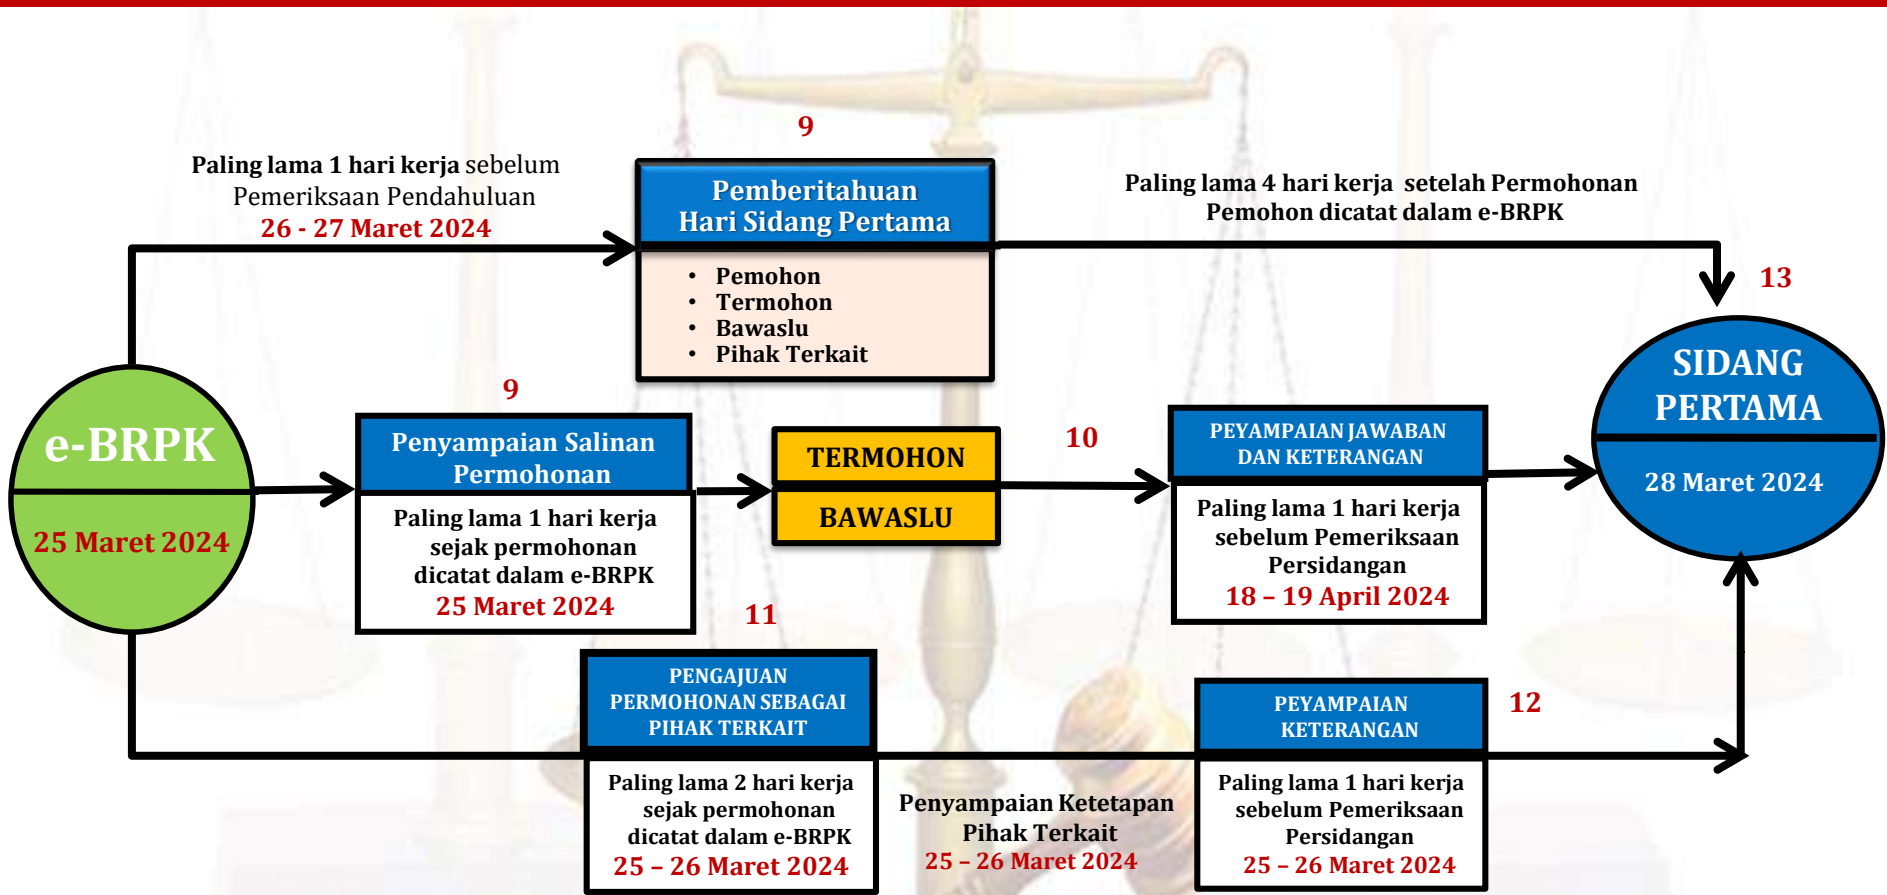 9
Paling lama 1 hari kerja sebelum
Pemeriksaan Pendahuluan
26 - 27 Maret 2024
Pemberitahuan
Hari Sidang Pertama
• Pemohon
• Termohon
• Bawaslu
• Pihak Terkait
Paling lama 4 hari kerja setelah Permohonan
Pemohon dicatat dalam e-BRPK
13
e-BRPK
25 Maret 2024
9
Penyampaian Salinan
Permohonan
Paling lama 1 hari kerja
sejak permohonan
dicatat dalam e-BRPK
25 Maret 2024
TERMOHON
BAWASLU
10
PEYAMPAIAN JAWABAN
DAN KETERANGAN
Paling lama 1 hari kerja
sebelum Pemeriksaan
Persidangan
18 – 19 April 2024
SIDANG
PERTAMA
28 Maret 2024
11
PENGAJUAN
PERMOHONAN SEBAGAI
PIHAK TERKAIT
Paling lama 2 hari kerja
sejak permohonan
dicatat dalam e-BRPK
25 – 26 Maret 2024
Penyampaian Ketetapan
Pihak Terkait
25 – 26 Maret 2024
12
PEYAMPAIAN
KETERANGAN
Paling lama 1 hari kerja
sebelum Pemeriksaan
Persidangan
25 – 26 Maret 2024